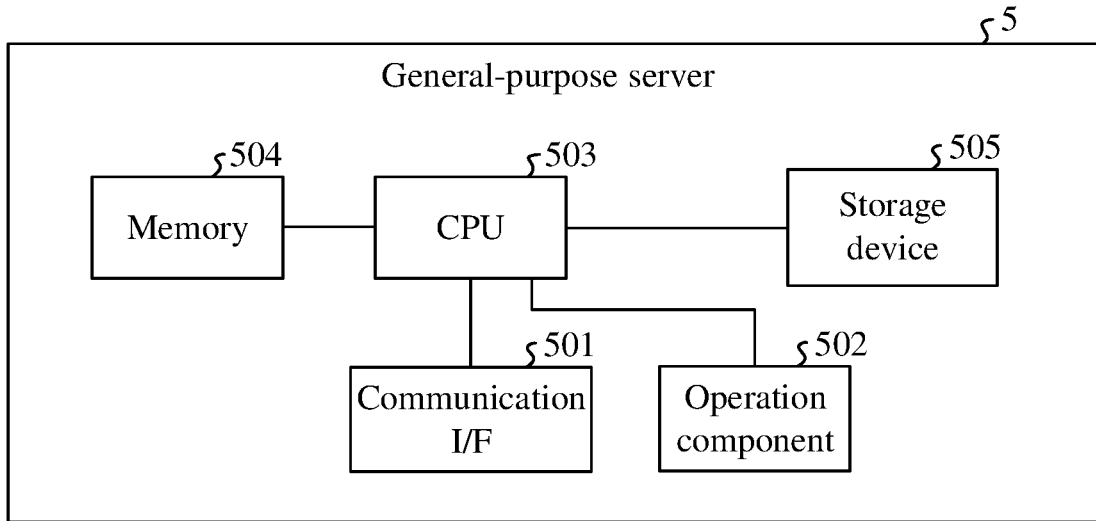 5
General-purpose server
504
503
505
Memory
CPU
Storage
device
501
502
Communication
I/F
Operation
component